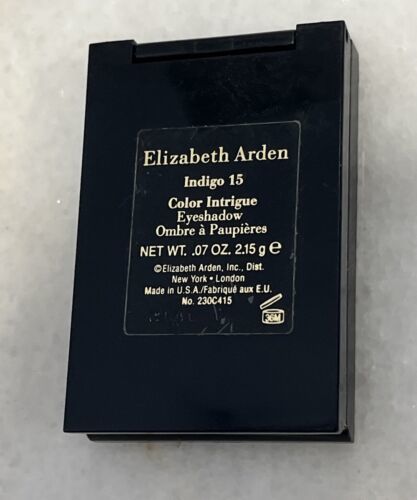 Elizabeth Arden
Indigo 15
Color Intrigue
Eyeshadow
Ombre à Paupières
NET WT. .07 OZ. 2.15 g ℮
©Elizabeth Arden, Inc., Dist.
New York • London
Made in U.S.A./Fabriqué aux E.U.
No. 230C415
36M